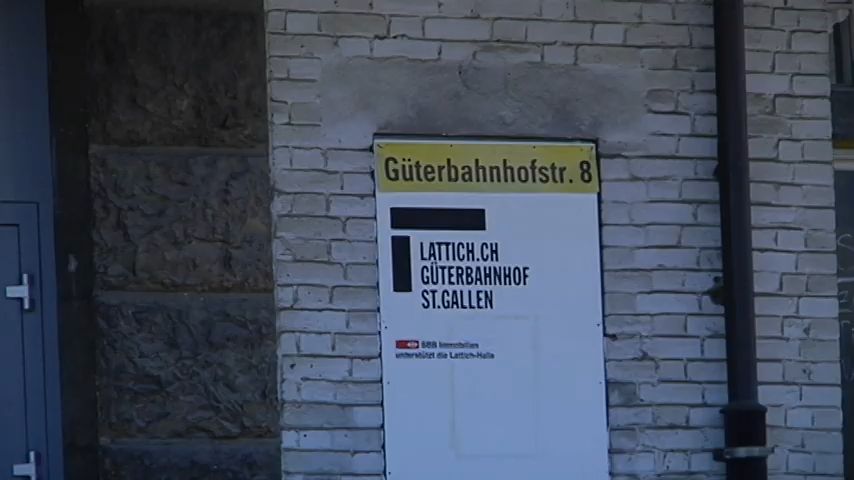 Güterbahnhofstr. 8
LATTICH.CH
GÜTERBAHNHOF
ST.GALLEN
SBB Immobilien
unterstützt die Lattich-Halle